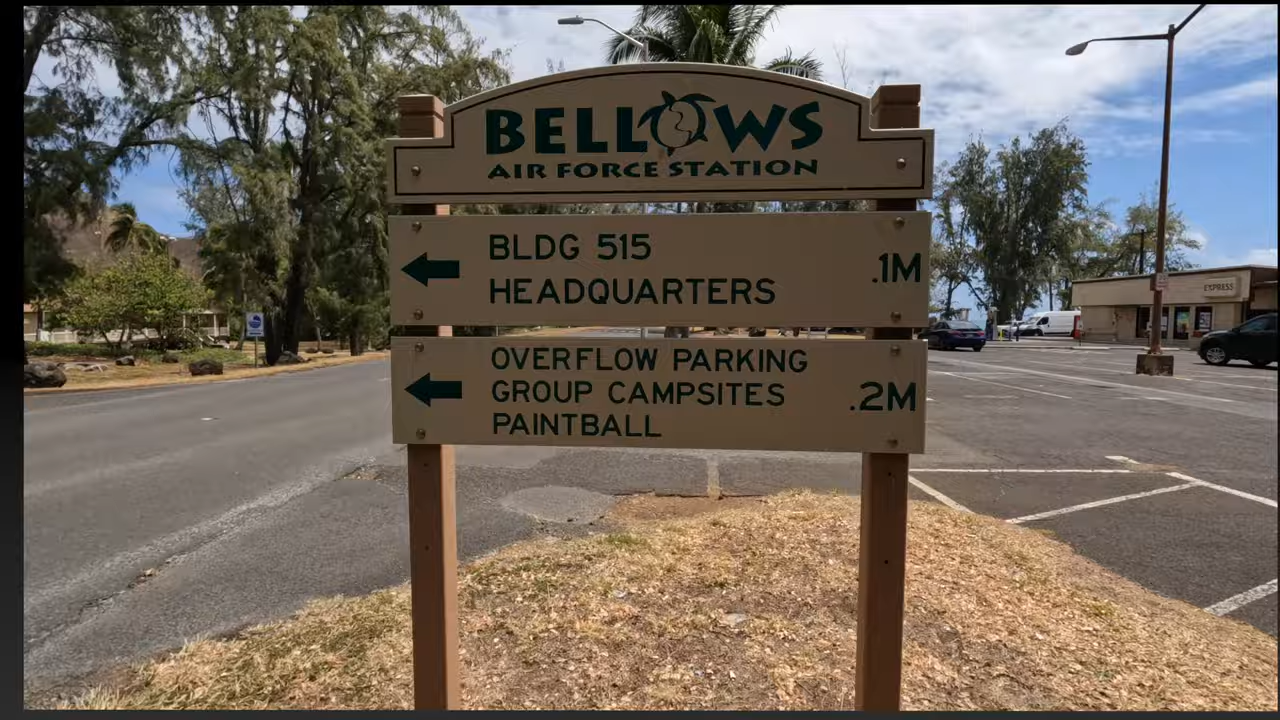 BELLOWS
AIR FORCE STATION
BLDG 515
HEADQUARTERS
.1M
OVERFLOW PARKING
GROUP CAMPSITES
PAINTBALL
.2M
EXPRESS